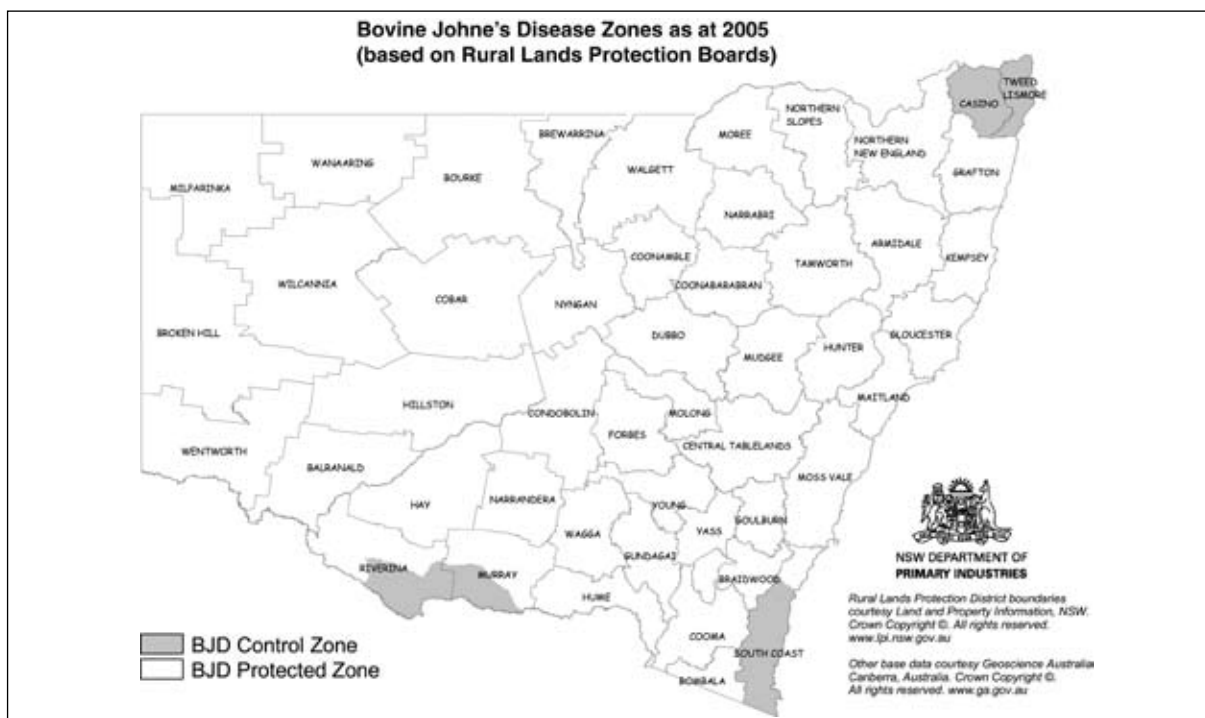 Bovine Johne's Disease Zones as at 2005
(based on Rural Lands Protection Boards)
TWEED
LISMORE
CASINO
NORTHERN
SLOPES
BREWARRINA
MOREE
NORTHERN
NEW ENGLAND
WANAARING
WALGETT
GRAFTON
BOURKE
MILPARINKA
NARRABRI
ARMIDALE
COONAMBLE
KEMPSEY
TAMWORTH
WILCANNIA
COONABARABRAN
COBAR
NYNGAN
BROKEN HILL
DUBBO
GLOUCESTER
HUNTER
MUDGEE
MAITLAND
HILLSTON
CONDOBOLIN
MOLONG
FORBES
CENTRAL TABLELANDS
WENTWORTH
BALRANALD
MOSS VALE
HAY
NARRANDERA
YOUNG
GOULBURN
WAGGA
YASS
GUNDAGAI
RIVERINA
MURRAY
BRAIDWOOD
HUME
COOMA
SOUTH COAST
BOMBALA
NSW DEPARTMENT OF
PRIMARY INDUSTRIES
Rural Lands Protection District boundaries
courtesy Land and Property Information, NSW.
Crown Copyright ©. All rights reserved.
www.lpi.nsw.gov.au
Other base data courtesy Geoscience Australia
Canberra, Australia. Crown Copyright ©.
All rights reserved. www.ga.gov.au
BJD Control Zone
BJD Protected Zone